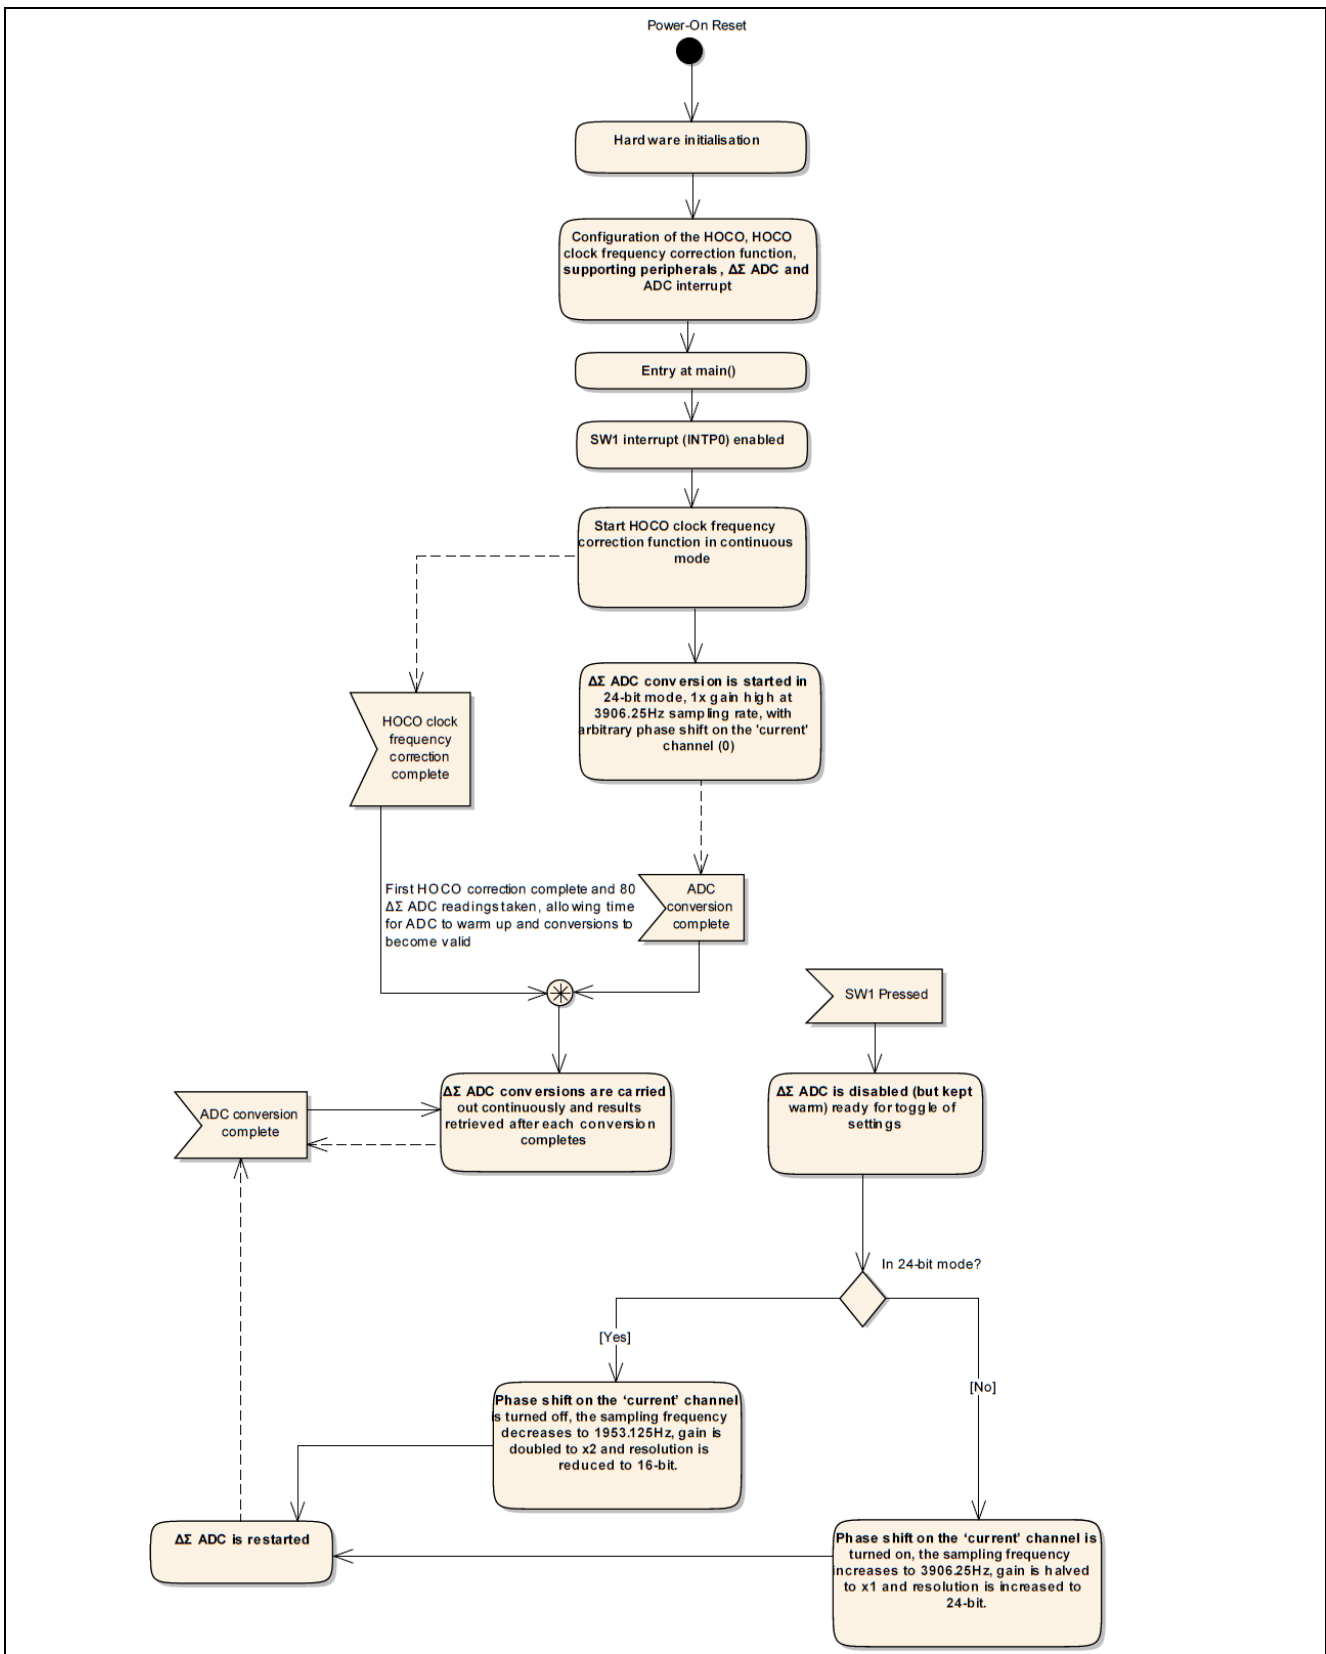 Power-On Reset
Hardware initialisation
Configuration of the HOCO, HOCO
clock frequency correction function,
supporting peripherals, ΔΣ ADC and
ADC interrupt
Entry at main()
SW1 interrupt (INTP0) enabled
Start HOCO clock frequency
correction function in continuous
mode
ΔΣ ADC conversion is started in
24-bit mode, 1x gain high at
3906.25Hz sampling rate, with
arbitrary phase shift on the 'current'
channel (0)
HOCO clock
frequency
correction
complete
First HOCO correction complete and 80
ΔΣ ADC readings taken, allowing time
for ADC to warm up and conversions to
become valid
ADC
conversion
complete
SW1 Pressed
ADC conversion
complete
ΔΣ ADC conversions are carried
out continuously and results
retrieved after each conversion
completes
ΔΣ ADC is disabled (but kept
warm) ready for toggle of
settings
In 24-bit mode?
[Yes]
[No]
Phase shift on the ‘current’ channel
is turned off, the sampling frequency
decreases to 1953.125Hz, gain is
doubled to x2 and resolution is
reduced to 16-bit.
ΔΣ ADC is restarted
Phase shift on the ‘current’ channel is
turned on, the sampling frequency
increases to 3906.25Hz, gain is halved
to x1 and resolution is increased to
24-bit.